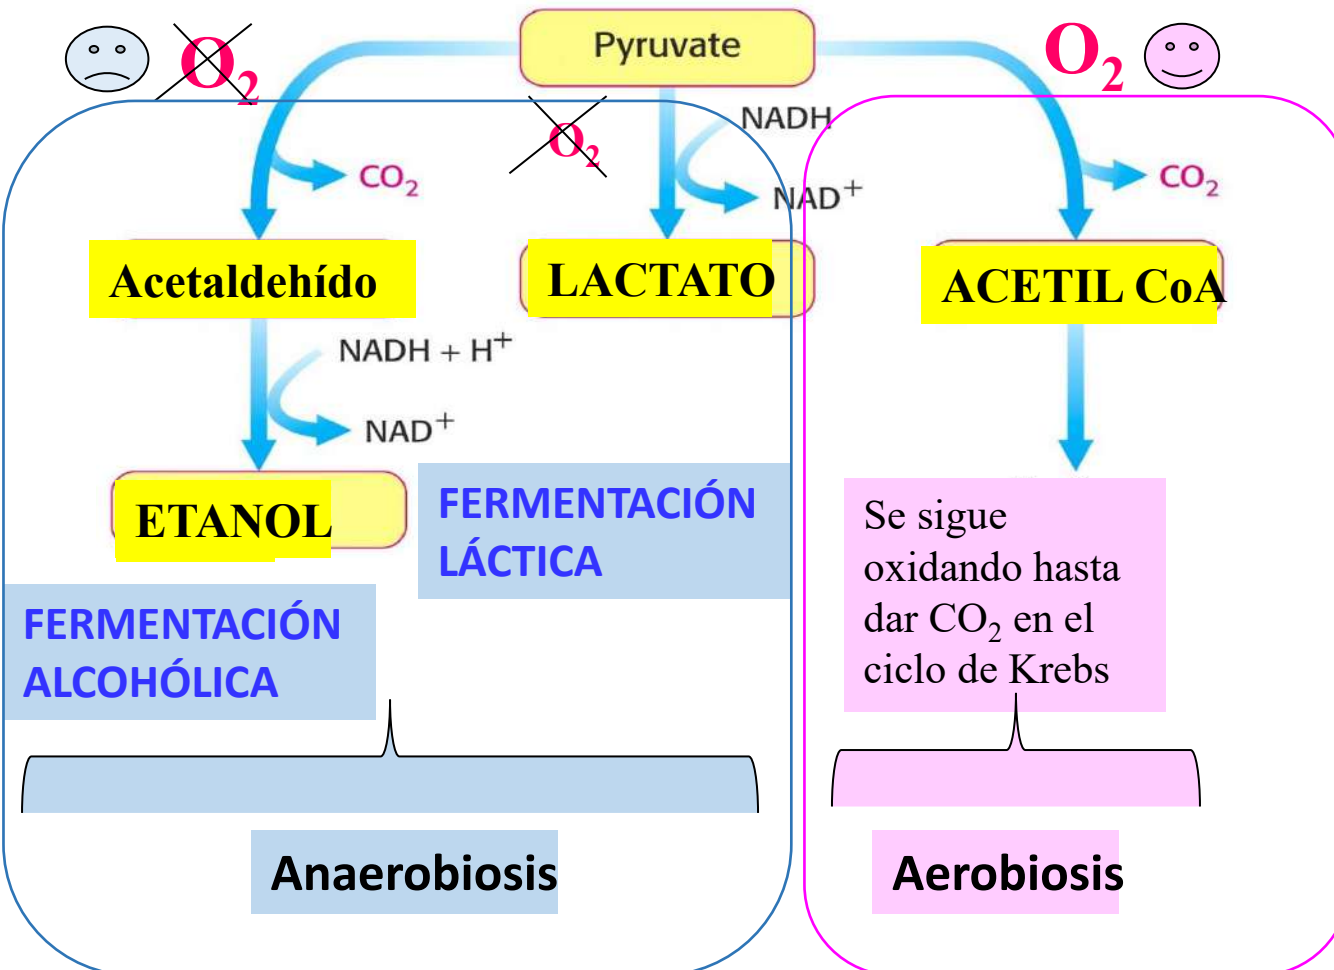 Pyruvate
O₂
O₂
O₂
NADH
NAD⁺
CO₂
CO₂
Acetaldehído
LACTATO
ACETIL CoA
NADH + H⁺
NAD⁺
ETANOL
FERMENTACIÓN
LÁCTICA
Se sigue
oxidando hasta
dar CO₂ en el
ciclo de Krebs
FERMENTACIÓN
ALCOHÓLICA
Anaerobiosis
Aerobiosis